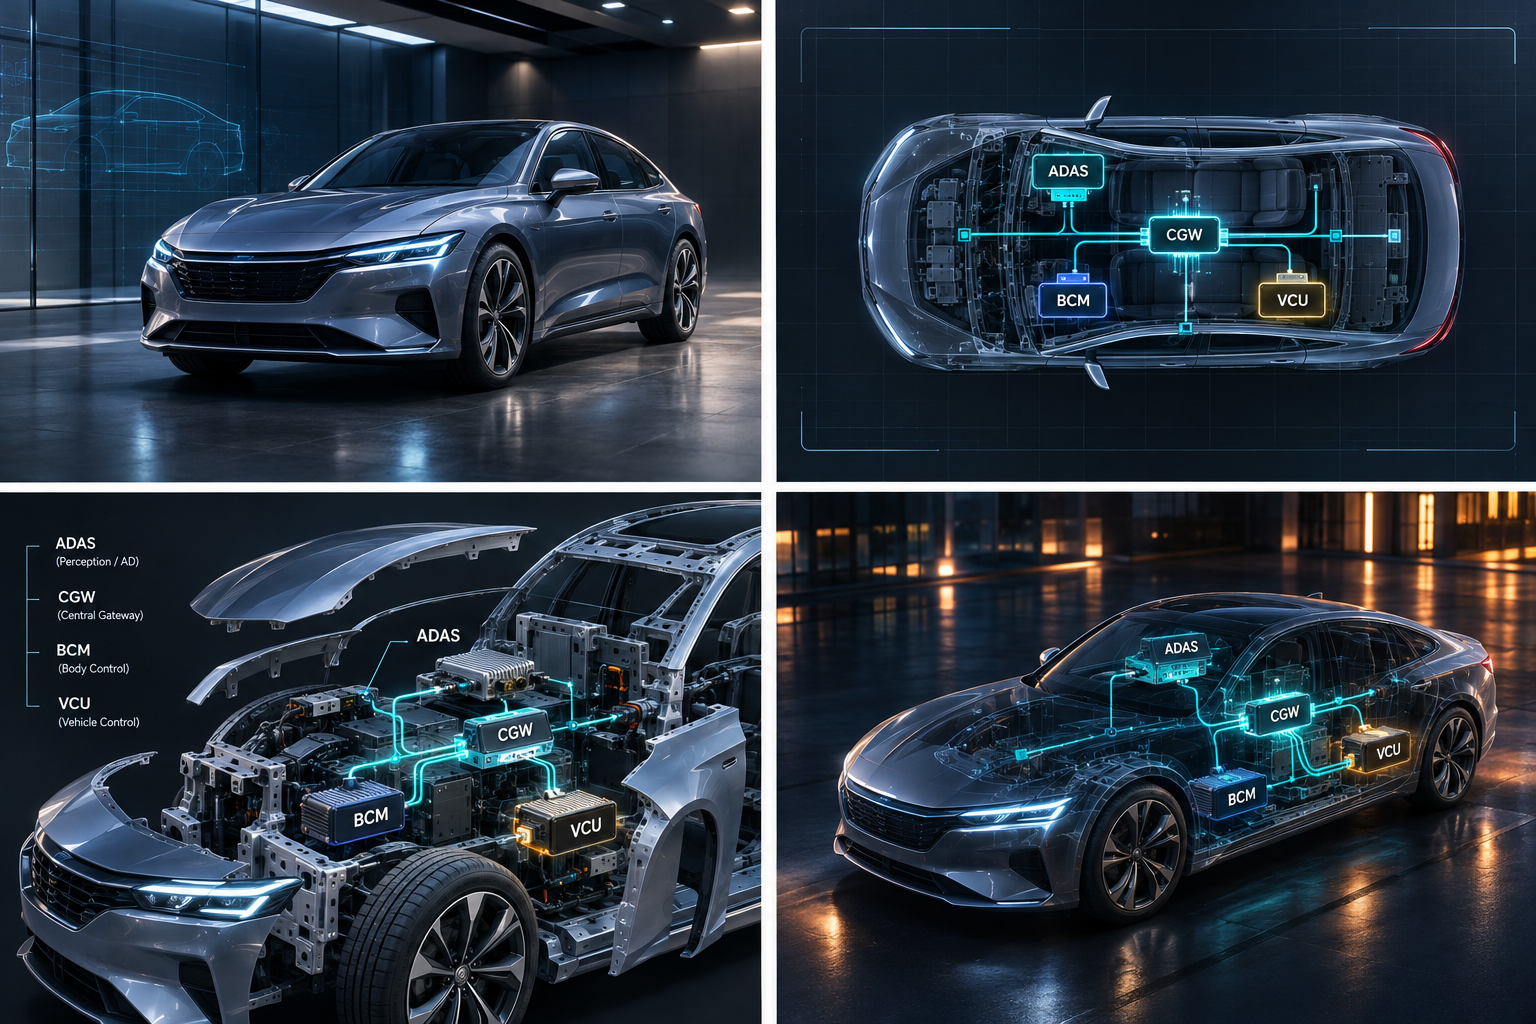 ADAS
CGW
BCM
VCU
ADAS
(Perception / AD)
CGW
(Central Gateway)
BCM
(Body Control)
VCU
(Vehicle Control)
ADAS
CGW
BCM
VCU
ADAS
CGW
VCU
BCM